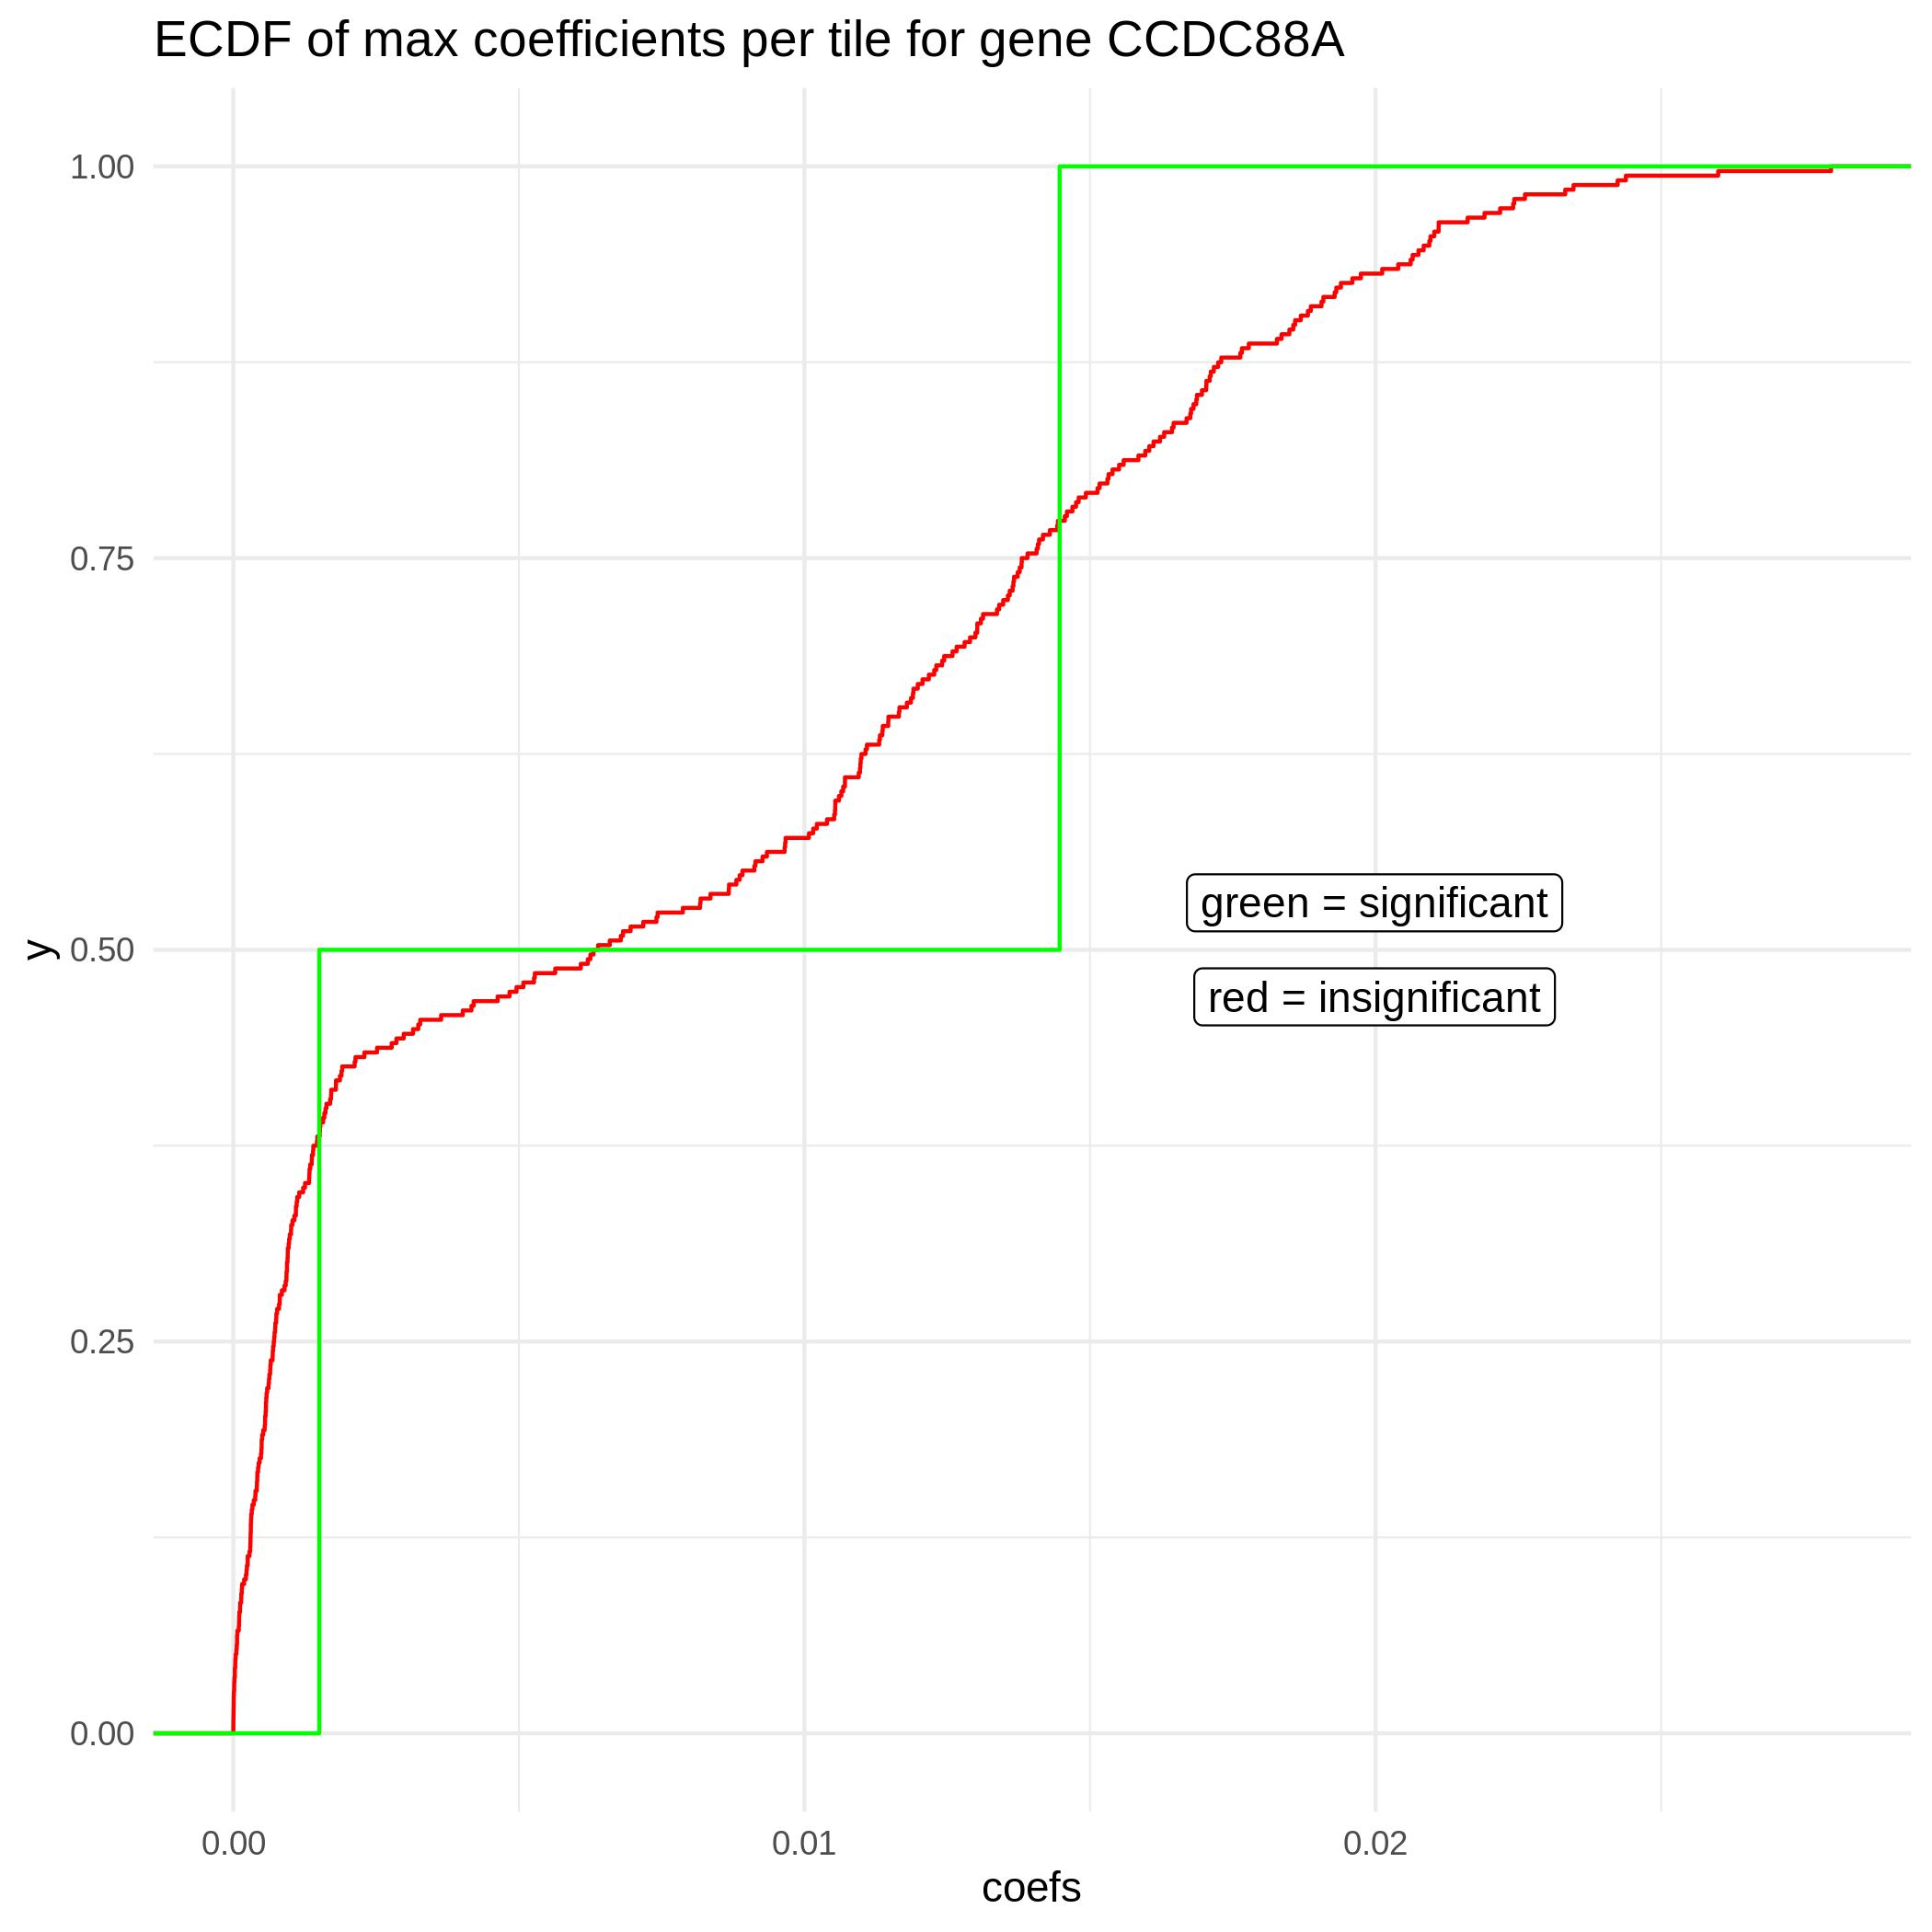 ECDF of max coefficients per tile for gene CCDC88A
1.00
0.75
0.50
0.25
0.00
y
green = significant
red = insignificant
0.00
0.01
0.02
coefs